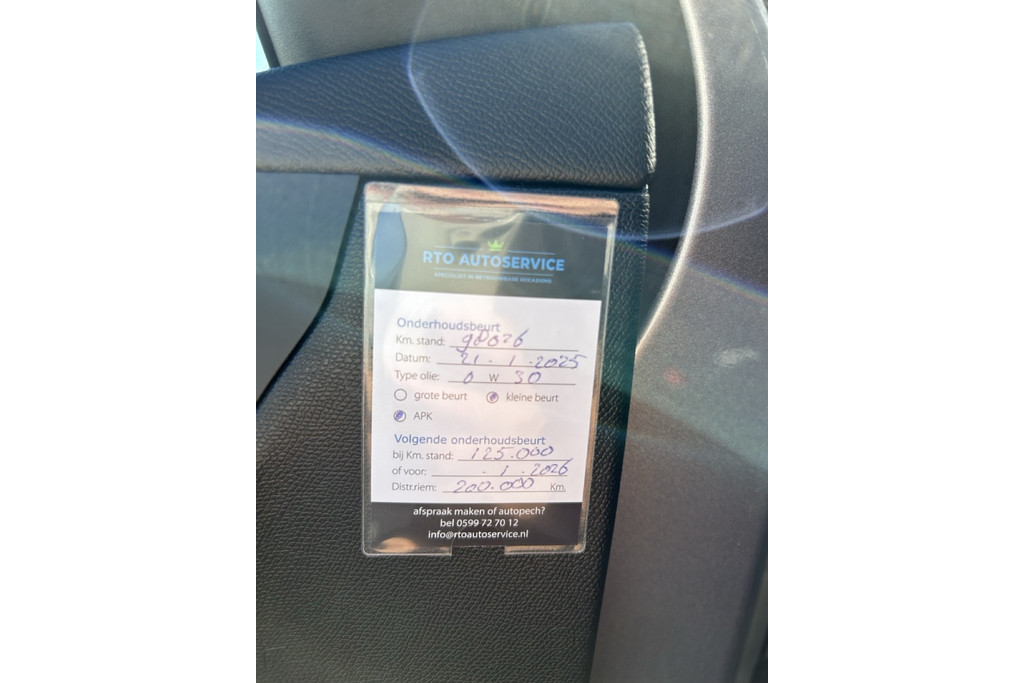 RTO AUTOSERVICE
SPECIALIST IN BETROUWBARE OCCASIONS
Onderhoudsbeurt
Km. stand: 98026
Datum: 21 - 1 - 2025
Type olie: 0 W 30
grote beurt kleine beurt
APK
Volgende onderhoudsbeurt
bij Km. stand: 125.000
of voor: - 1 - 2026
Distr.riem: 200.000 Km.
afspraak maken of autopech?
bel 0599 72 70 12
info@rtoautoservice.nl